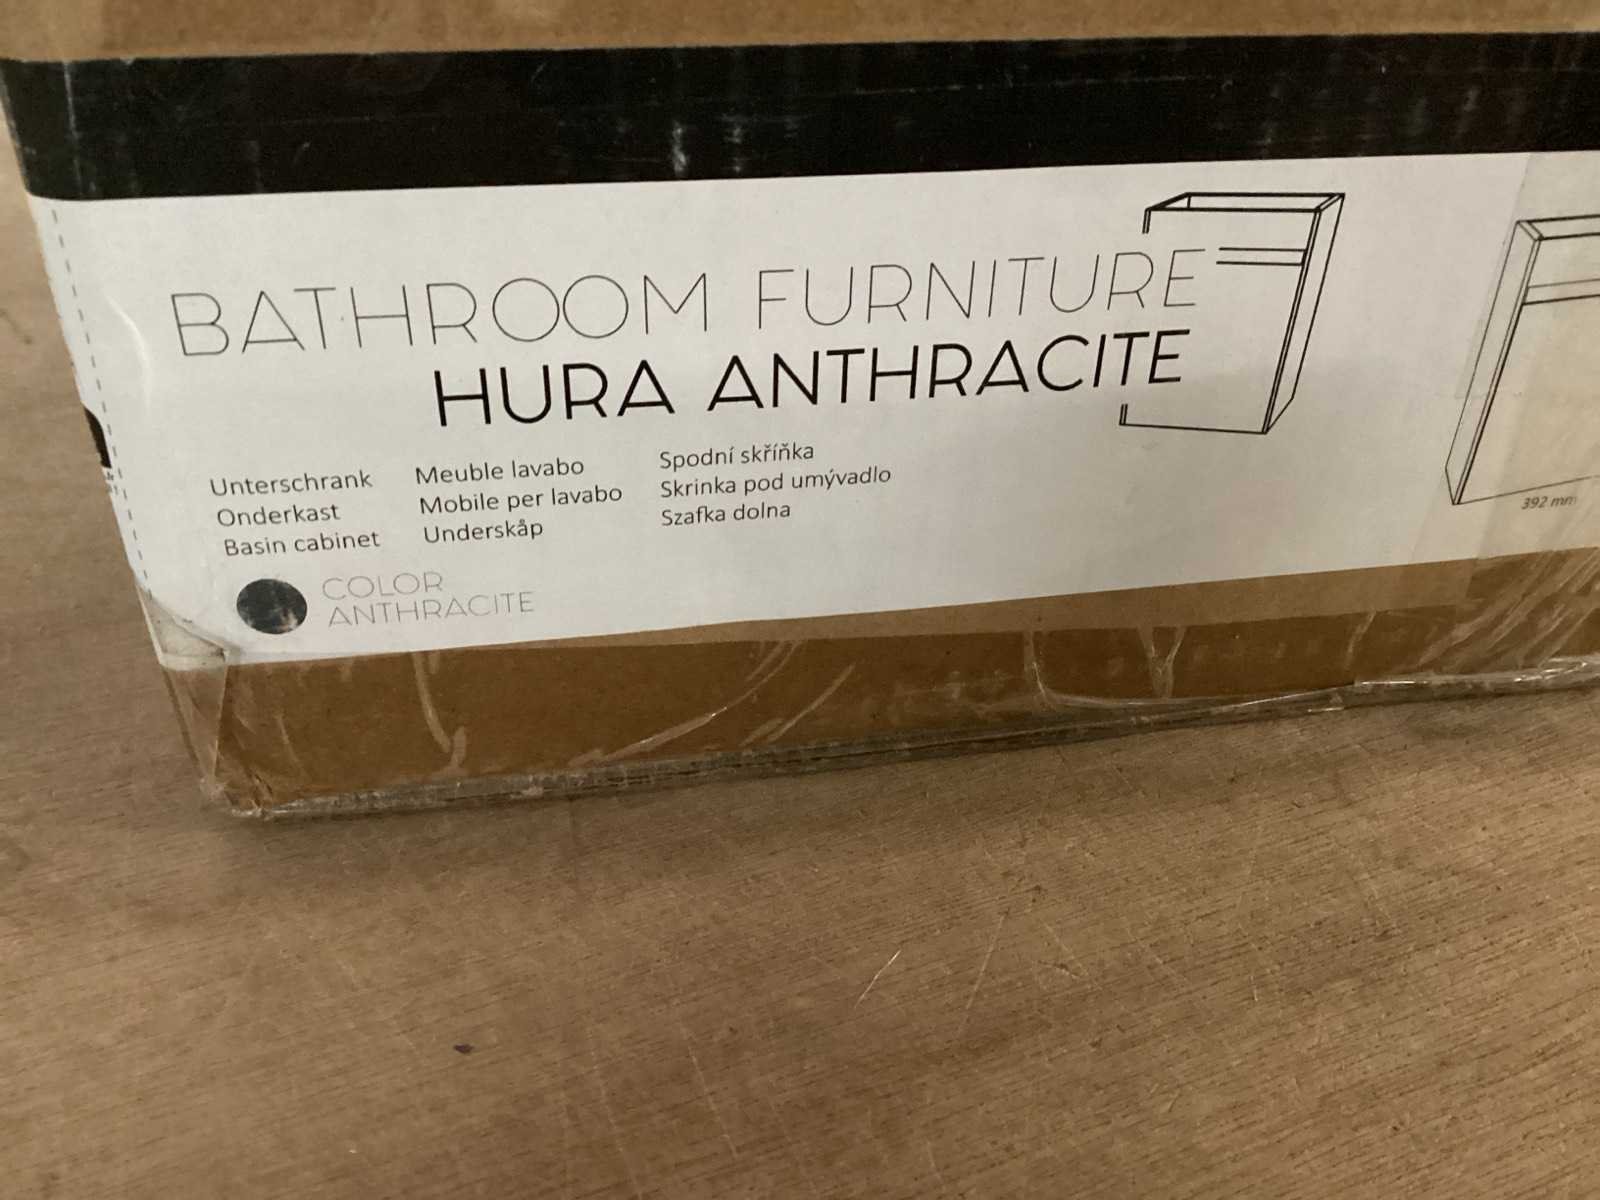 BATHROOM FURNITURE
HURA ANTHRACITE
Unterschrank
Onderkast
Basin cabinet
Meuble lavabo
Mobile per lavabo
Underskåp
Spodní skříňka
Skrinka pod umývadlo
Szafka dolna
COLOR
ANTHRACITE
392 mm